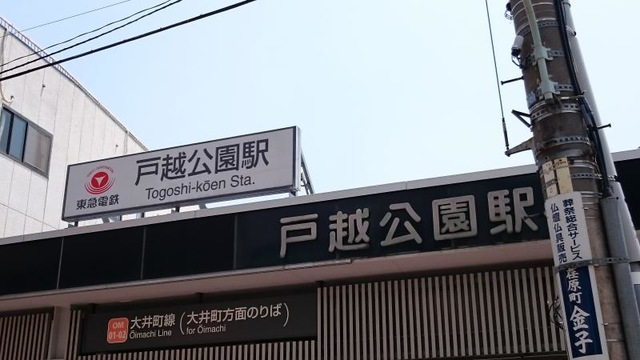 戸越公園駅
Togoshi-kōen Sta.
東急電鉄
戸越公園駅
OM
01-02
大井町線
Ōimachi Line
(大井町方面のりば)
for Ōimachi
葬祭総合サービス
仏壇仏具販売
荏原町 金子